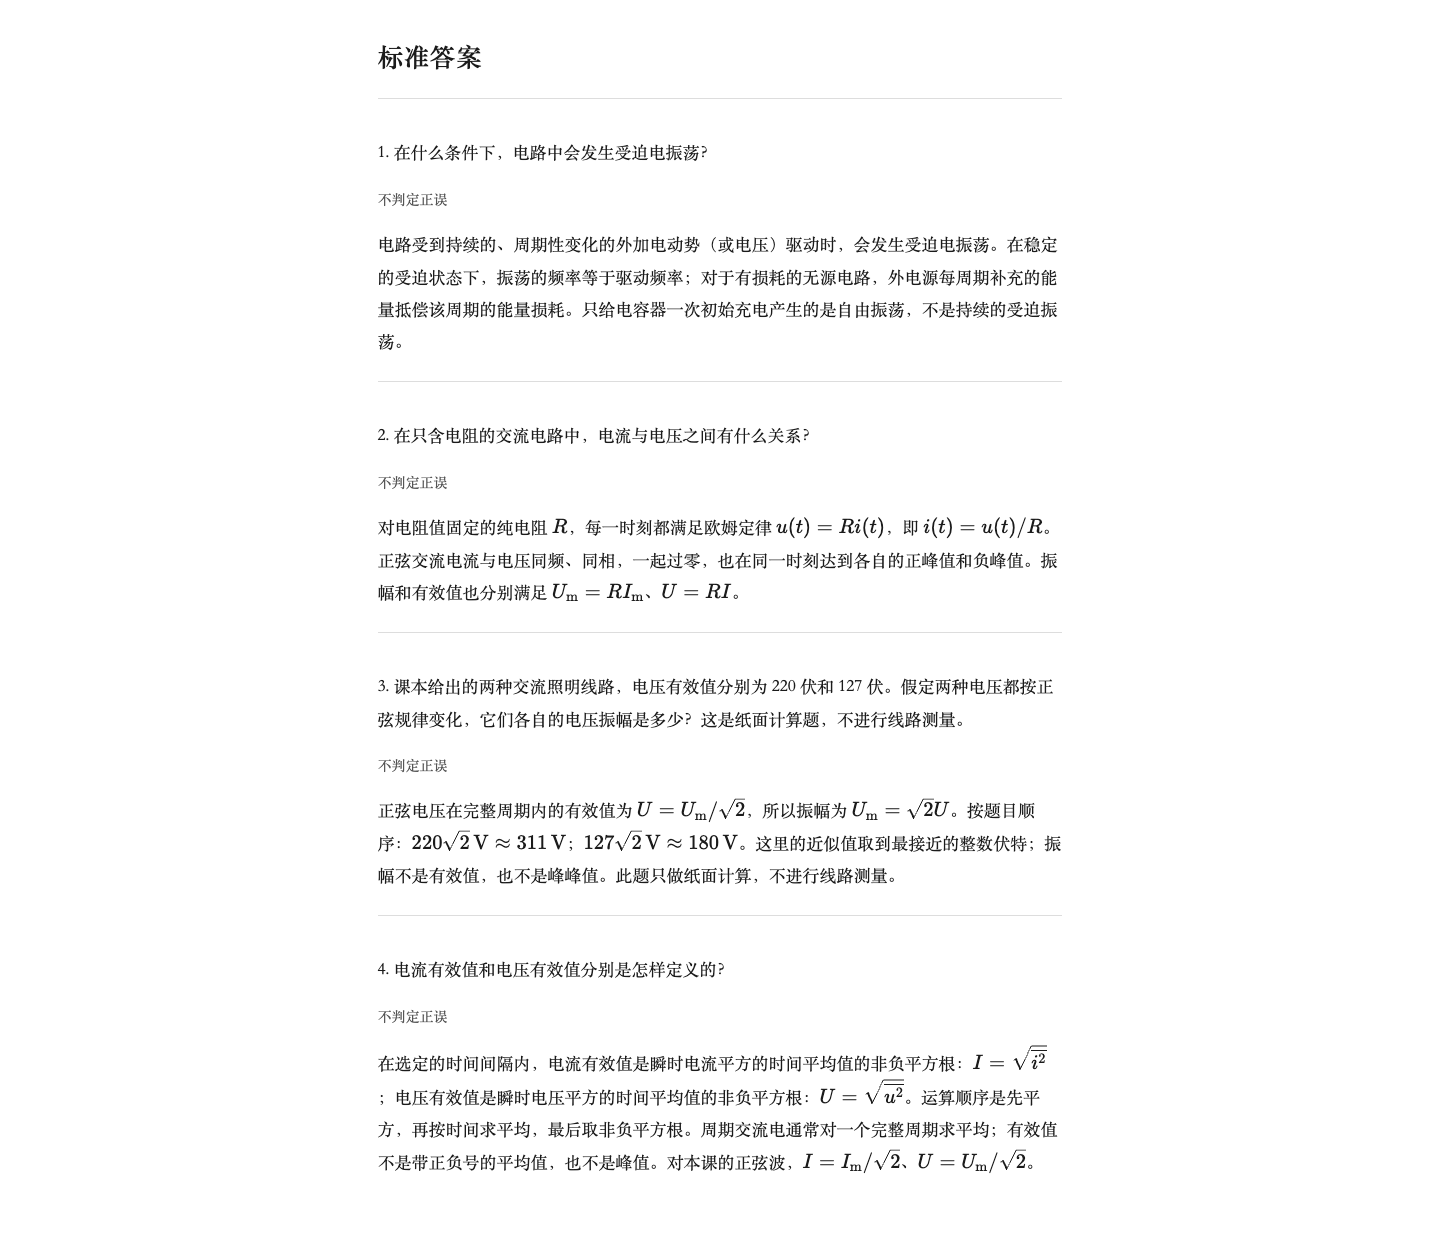 标准答案
1. 在什么条件下，电路中会发生受迫电振荡？
不判定正误
电路受到持续的、周期性变化的外加电动势（或电压）驱动时，会发生受迫电振荡。在稳定
的受迫状态下，振荡的频率等于驱动频率；对于有损耗的无源电路，外电源每周期补充的能
量抵偿该周期的能量损耗。只给电容器一次初始充电产生的是自由振荡，不是持续的受迫振
荡。
2. 在只含电阻的交流电路中，电流与电压之间有什么关系？
不判定正误
对电阻值固定的纯电阻 R，每一时刻都满足欧姆定律 u(t) = Ri(t)，即 i(t) = u(t)/R。
正弦交流电流与电压同频、同相，一起过零，也在同一时刻达到各自的正峰值和负峰值。振
幅和有效值也分别满足 Uₘ = RIₘ、U = RI。
3. 课本给出的两种交流照明线路，电压有效值分别为 220 伏和 127 伏。假定两种电压都按正
弦规律变化，它们各自的电压振幅是多少？这是纸面计算题，不进行线路测量。
不判定正误
正弦电压在完整周期内的有效值为 U = Uₘ/√2，所以振幅为 Uₘ = √2U。按题目顺
序：220√2 V ≈ 311 V；127√2 V ≈ 180 V。这里的近似值取到最接近的整数伏特；振
幅不是有效值，也不是峰峰值。此题只做纸面计算，不进行线路测量。
4. 电流有效值和电压有效值分别是怎样定义的？
不判定正误
在选定的时间间隔内，电流有效值是瞬时电流平方的时间平均值的非负平方根：I = √(i²)̅
；电压有效值是瞬时电压平方的时间平均值的非负平方根：U = √(u²)̅。运算顺序是先平
方，再按时间求平均，最后取非负平方根。周期交流电通常对一个完整周期求平均；有效值
不是带正负号的平均值，也不是峰值。对本课的正弦波，I = Iₘ/√2、U = Uₘ/√2。